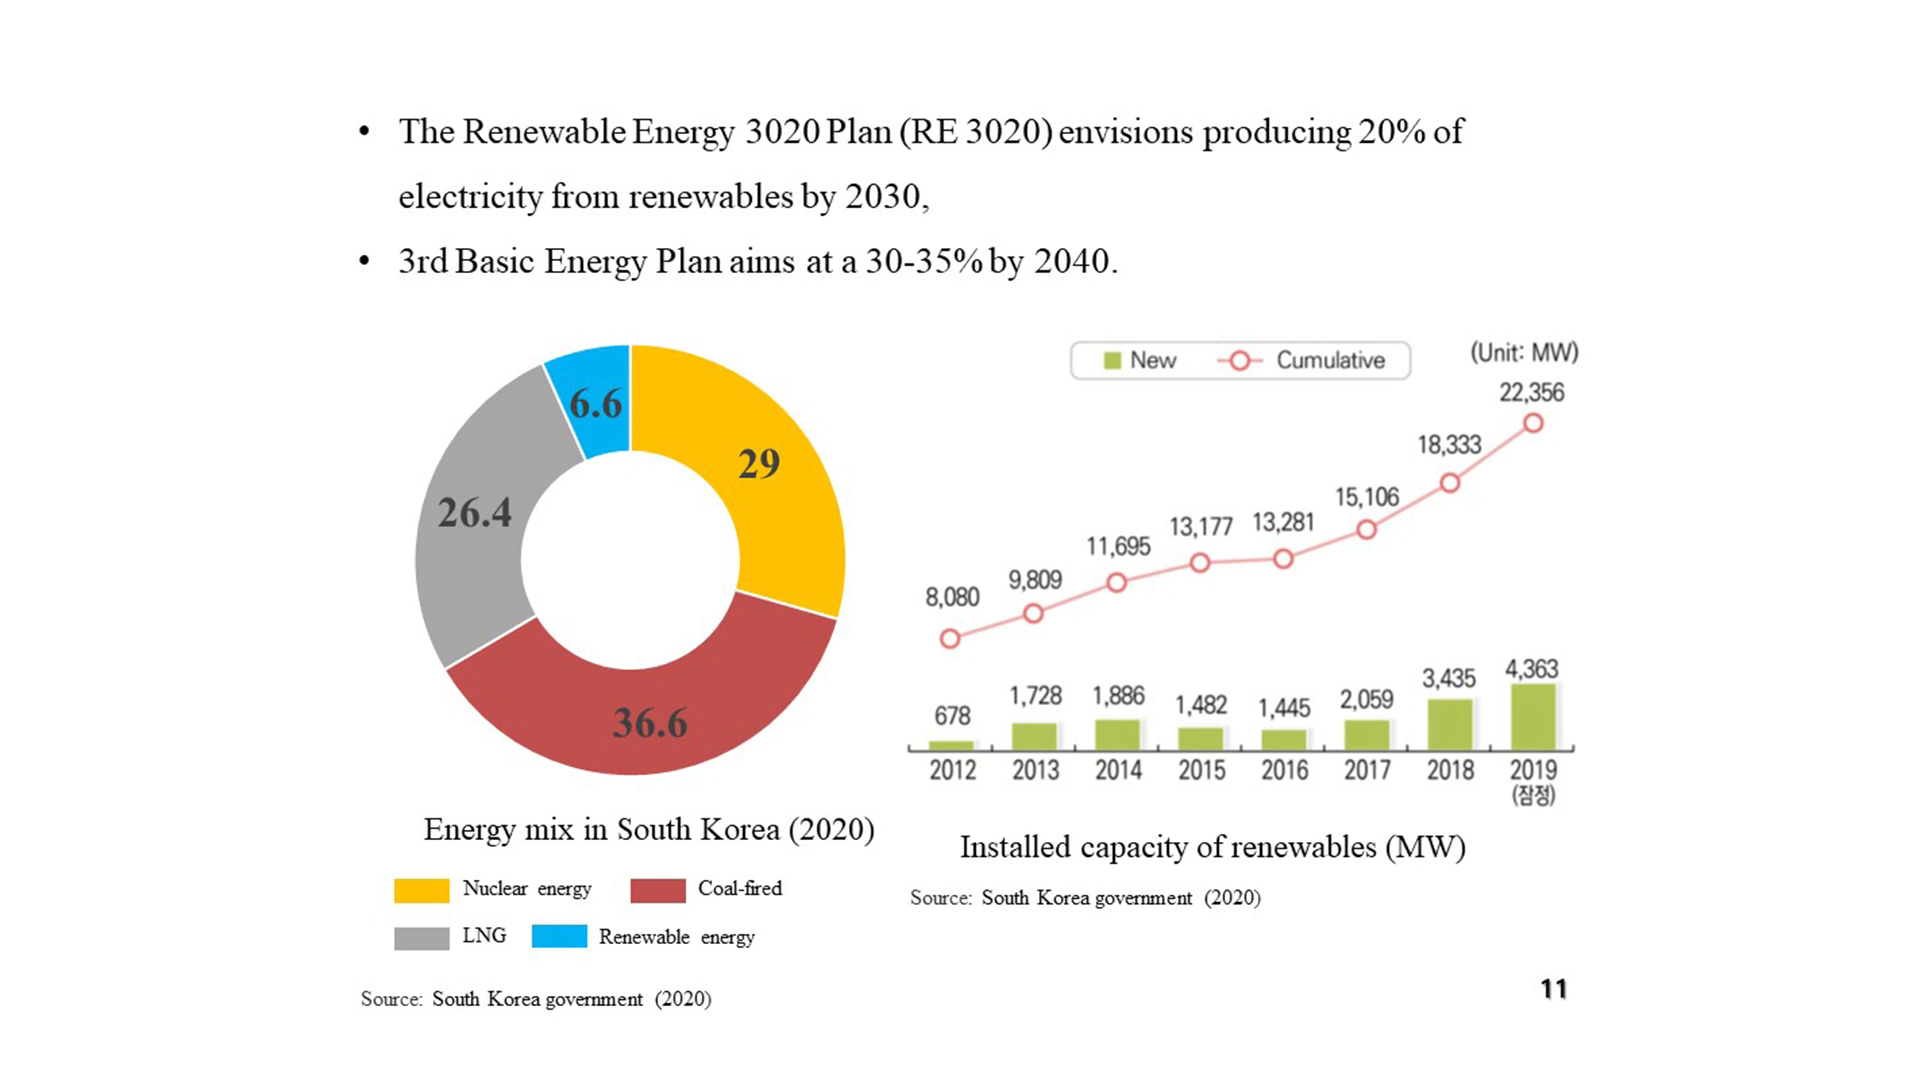 • The Renewable Energy 3020 Plan (RE 3020) envisions producing 20% of
electricity from renewables by 2030,
• 3rd Basic Energy Plan aims at a 30-35% by 2040.
6.6
29
26.4
36.6
Energy mix in South Korea (2020)
Nuclear energy
Coal-fired
LNG
Renewable energy
Source: South Korea government (2020)
New
Cumulative
(Unit: MW)
22,356
18,333
15,106
13,281
13,177
11,695
9,809
8,080
678
1,728
1,886
1,482
1,445
2,059
3,435
4,363
2012
2013
2014
2015
2016
2017
2018
2019
(잠정)
Installed capacity of renewables (MW)
Source: South Korea government (2020)
11